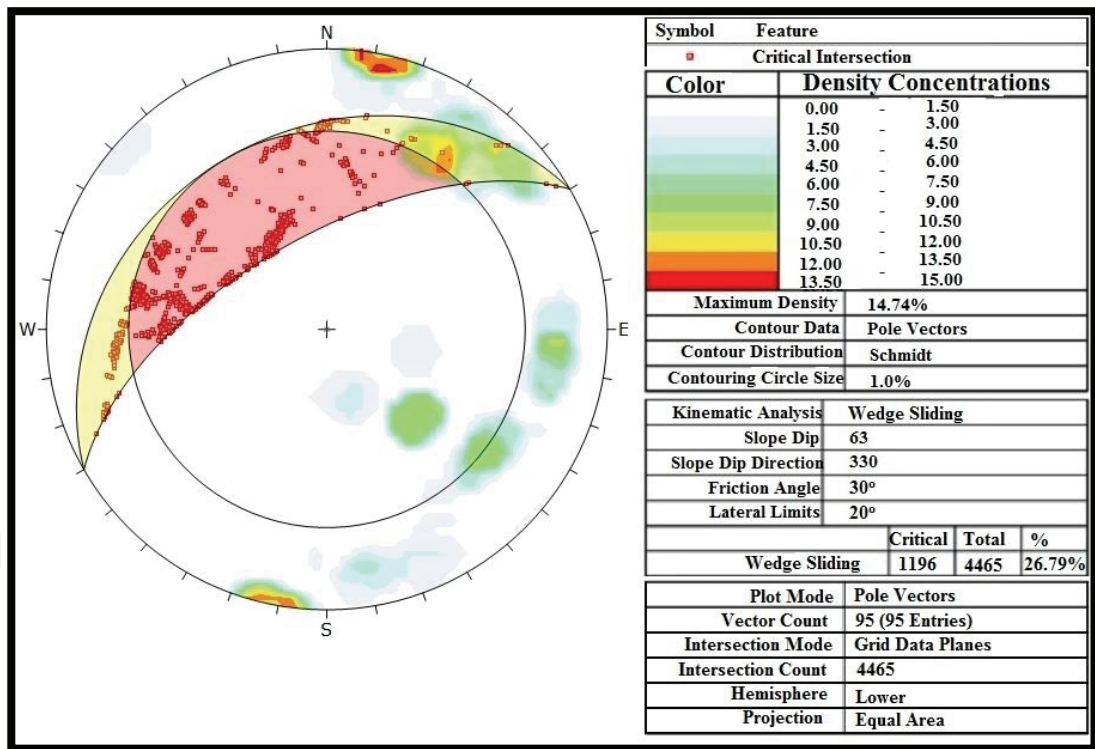 N
W
E
S
Symbol Feature
Critical Intersection
Color Density Concentrations
0.00 - 1.50
1.50 - 3.00
3.00 - 4.50
4.50 - 6.00
6.00 - 7.50
7.50 - 9.00
9.00 - 10.50
10.50 - 12.00
12.00 - 13.50
13.50 - 15.00
Maximum Density 14.74%
Contour Data Pole Vectors
Contour Distribution Schmidt
Contouring Circle Size 1.0%
Kinematic Analysis Wedge Sliding
Slope Dip 63
Slope Dip Direction 330
Friction Angle 30°
Lateral Limits 20°
Critical Total %
Wedge Sliding 1196 4465 26.79%
Plot Mode Pole Vectors
Vector Count 95 (95 Entries)
Intersection Mode Grid Data Planes
Intersection Count 4465
Hemisphere Lower
Projection Equal Area